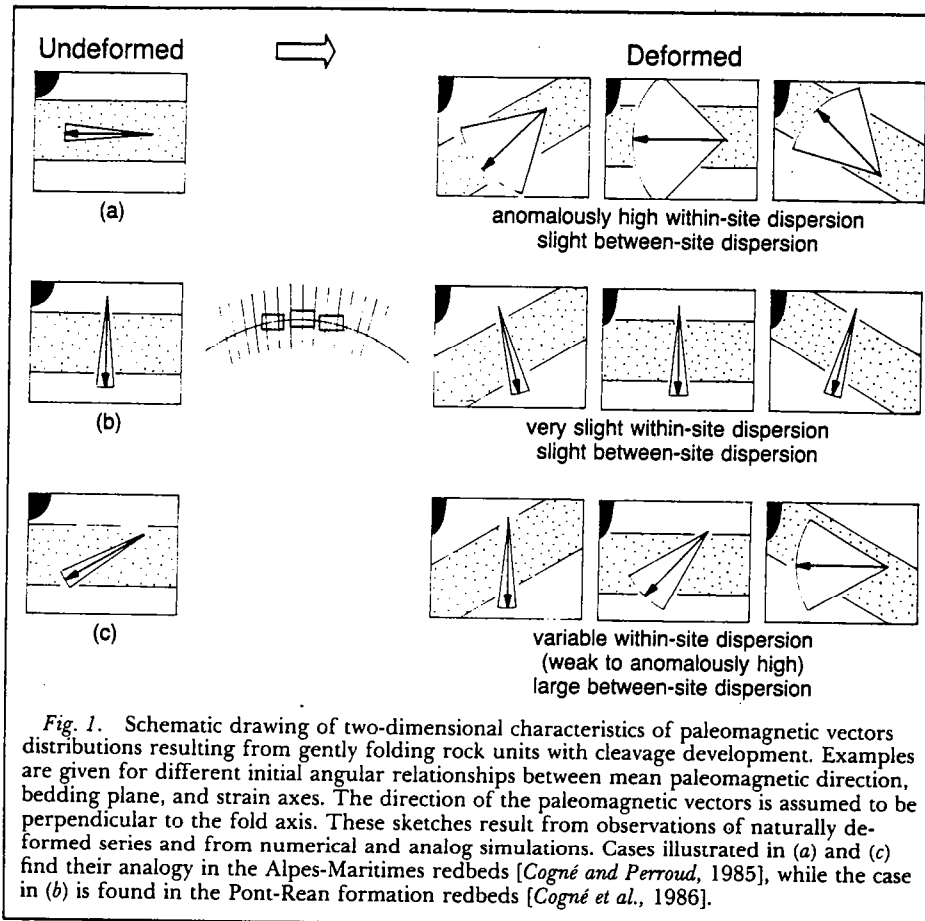 Undeformed
Deformed
(a)
anomalously high within-site dispersion
slight between-site dispersion
(b)
very slight within-site dispersion
slight between-site dispersion
(c)
variable within-site dispersion
(weak to anomalously high)
large between-site dispersion
Fig. 1. Schematic drawing of two-dimensional characteristics of paleomagnetic vectors
distributions resulting from gently folding rock units with cleavage development. Examples
are given for different initial angular relationships between mean paleomagnetic direction,
bedding plane, and strain axes. The direction of the paleomagnetic vectors is assumed to be
perpendicular to the fold axis. These sketches result from observations of naturally de-
formed series and from numerical and analog simulations. Cases illustrated in (a) and (c)
find their analogy in the Alpes-Maritimes redbeds [Cogné and Perroud, 1985], while the case
in (b) is found in the Pont-Rean formation redbeds [Cogné et al., 1986].